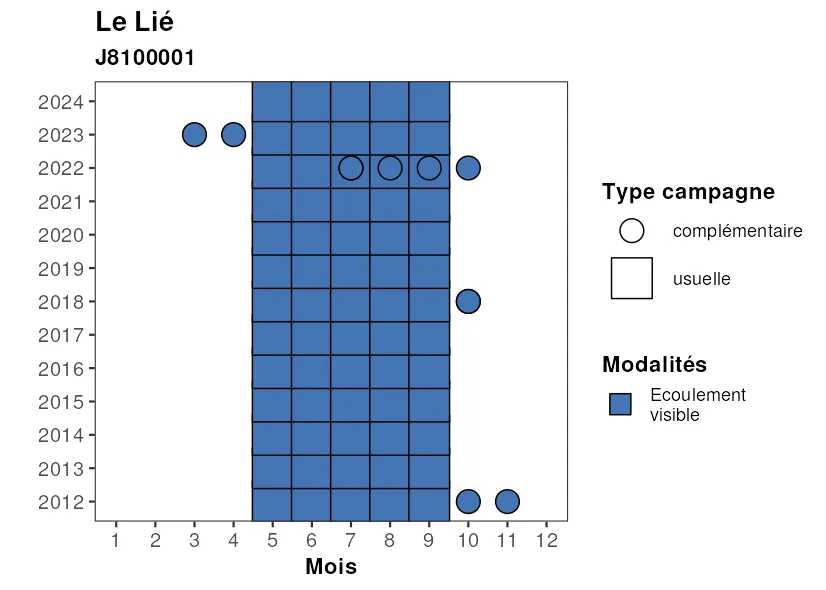 Le Lié
J8100001
2024
2023
2022
2021
2020
2019
2018
2017
2016
2015
2014
2013
2012
1 2 3 4 5 6 7 8 9 10 11 12
Mois
Type campagne
complémentaire
usuelle
Modalités
Ecoulement
visible